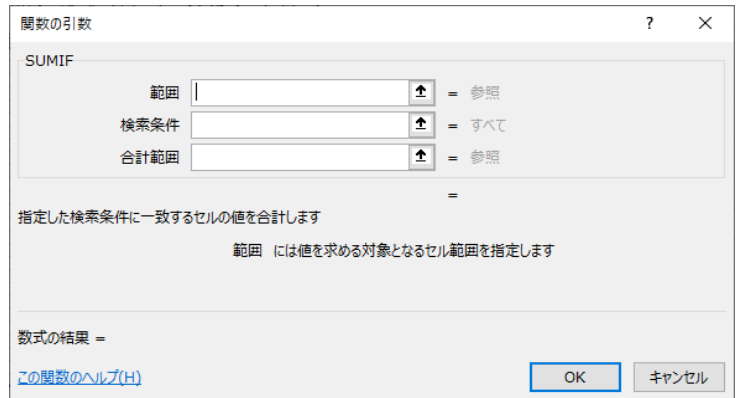 関数の引数 ? ×
SUMIF
範囲 = 参照
検索条件 = すべて
合計範囲 = 参照
=
指定した検索条件に一致するセルの値を合計します
範囲 には値を求める対象となるセル範囲を指定します
数式の結果 =
この関数のヘルプ(H) OK キャンセル